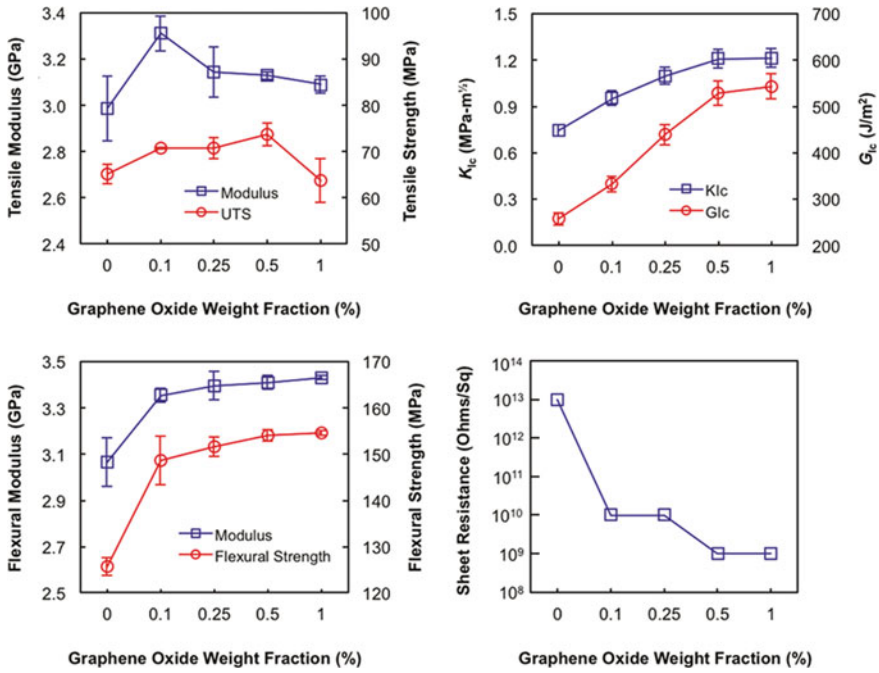 3.4
3.2
3.0
2.8
2.6
2.4
Tensile Modulus (GPa)
Modulus
UTS
100
90
80
70
60
50
Tensile Strength (MPa)
0 0.1 0.25 0.5 1
Graphene Oxide Weight Fraction (%)
1.5
1.2
0.9
0.6
0.3
0.0
K_Ic (MPa-m^½)
KIc
GIc
700
600
500
400
300
200
G_Ic (J/m²)
0 0.1 0.25 0.5 1
Graphene Oxide Weight Fraction (%)
3.5
3.3
3.1
2.9
2.7
2.5
Flexural Modulus (GPa)
Modulus
Flexural Strength
170
160
150
140
130
120
Flexural Strength (MPa)
0 0.1 0.25 0.5 1
Graphene Oxide Weight Fraction (%)
10¹⁴
10¹³
10¹²
10¹¹
10¹⁰
10⁹
10⁸
Sheet Resistance (Ohms/Sq)
0 0.1 0.25 0.5 1
Graphene Oxide Weight Fraction (%)